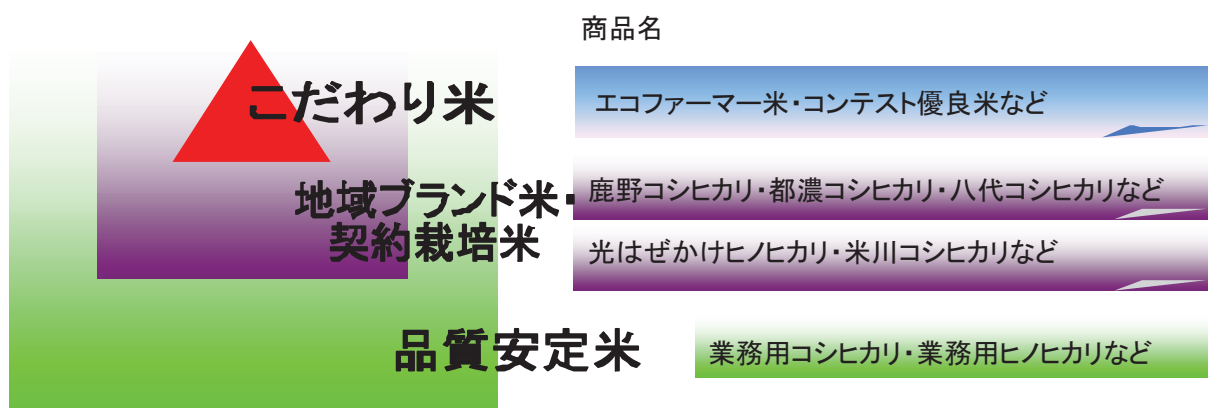 商品名
こだわり米
エコファーマー米・コンテスト優良米など
地域ブランド米・
契約栽培米
鹿野コシヒカリ・都濃コシヒカリ・八代コシヒカリなど
光はぜかけヒノヒカリ・米川コシヒカリなど
品質安定米
業務用コシヒカリ・業務用ヒノヒカリなど